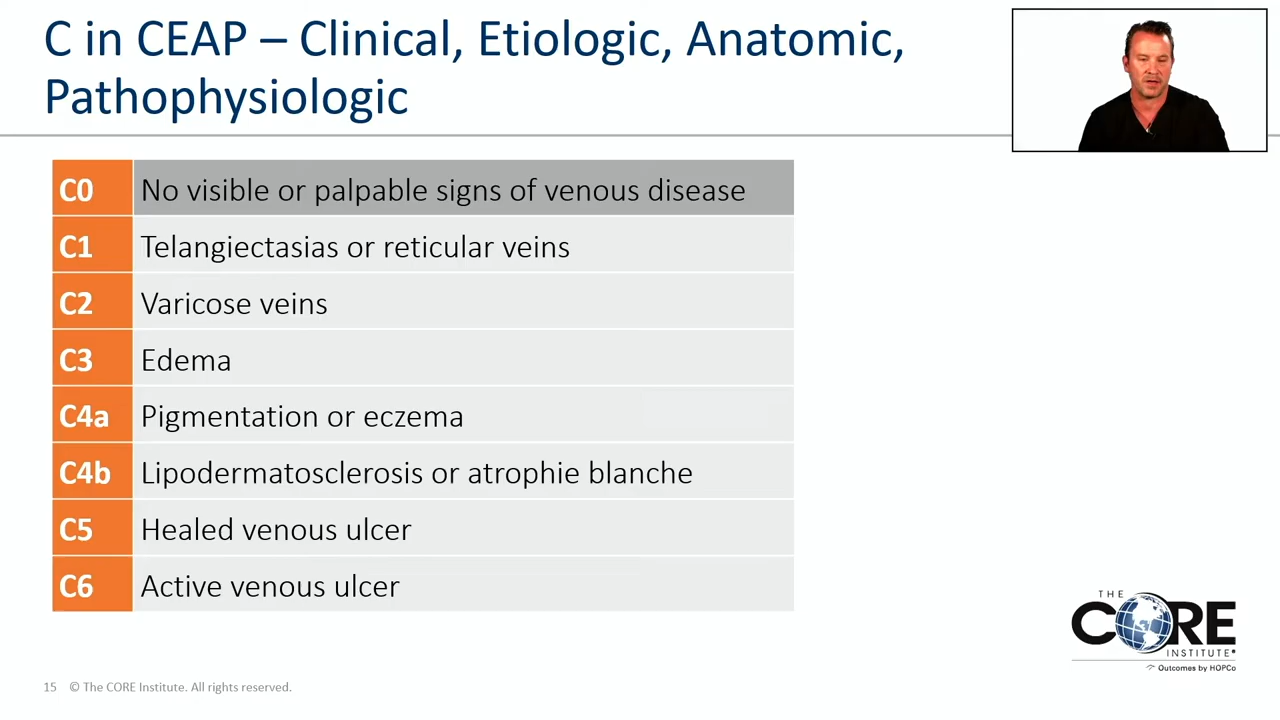 C in CEAP – Clinical, Etiologic, Anatomic,
Pathophysiologic
C0 No visible or palpable signs of venous disease
C1 Telangiectasias or reticular veins
C2 Varicose veins
C3 Edema
C4a Pigmentation or eczema
C4b Lipodermatosclerosis or atrophie blanche
C5 Healed venous ulcer
C6 Active venous ulcer
THE
CORE
INSTITUTE®
Outcomes by HOPCo
15 © The CORE Institute. All rights reserved.